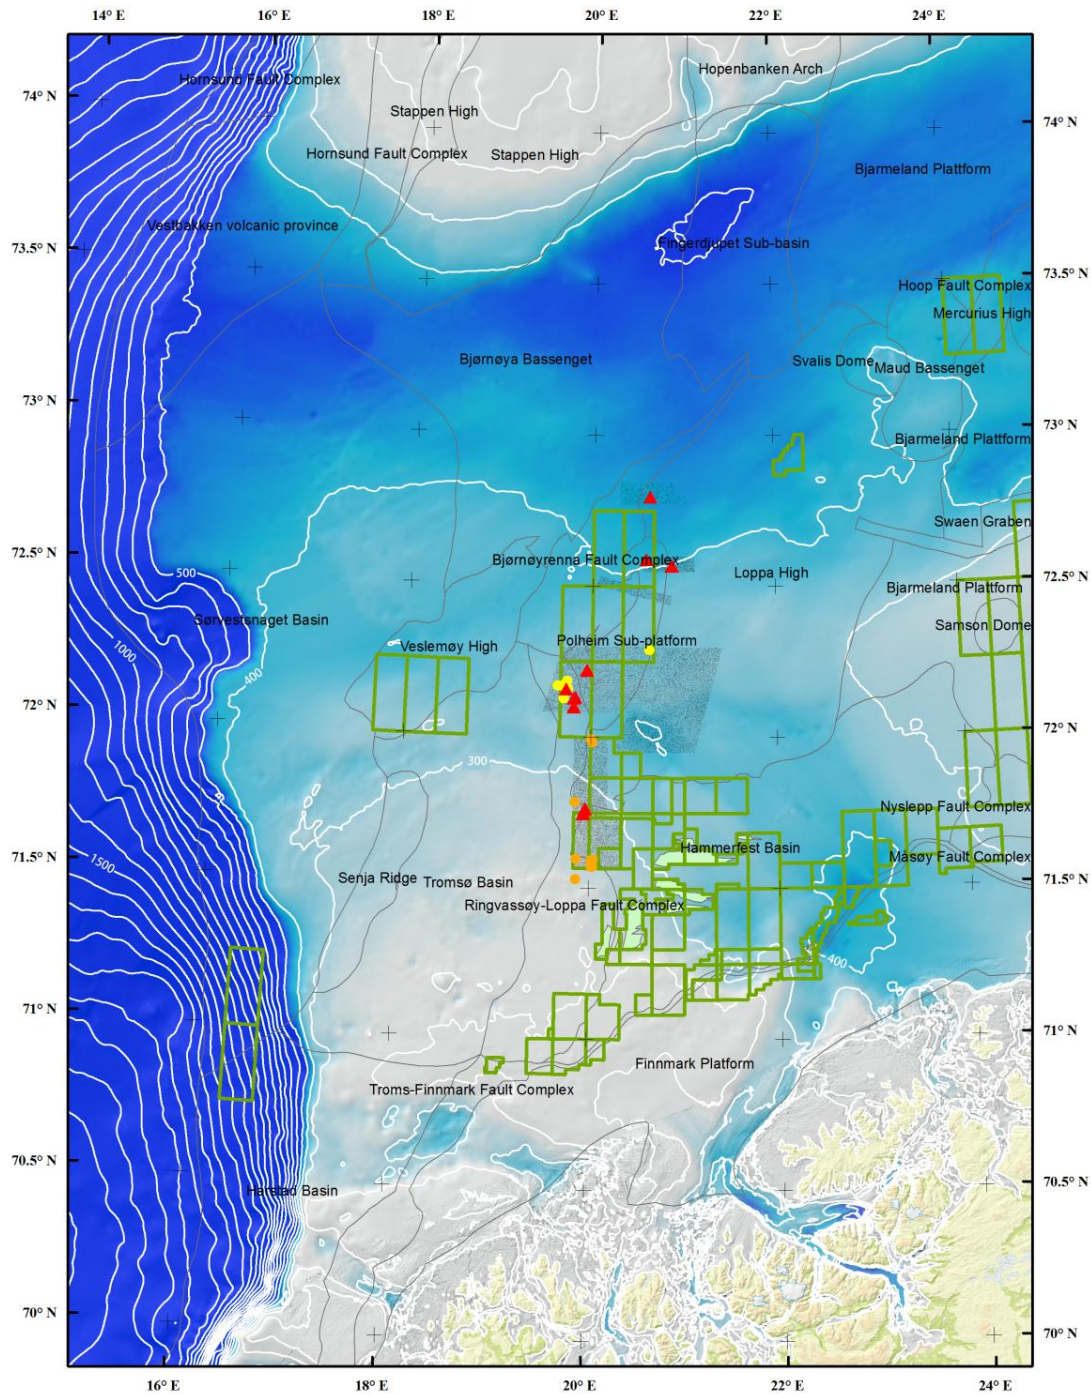 14° E 16° E 18° E 20° E 22° E 24° E
Hopenbanken Arch
Hornsund Fault Complex
74° N
Stappen High
74° N
Hornsund Fault Complex
Stappen High
Bjarmeland Plattform
Vestbakken volcanic province
73.5° N
Fingerdjupet Sub-basin
73.5° N
Hoop Fault Complex
Mercurius High
Bjørnøya Bassenget
Svalis Dome
Maud Bassenget
73° N
73° N
Bjarmeland Plattform
Swaen Graben
72.5° N
Bjørnøyrenna Fault Complex
500
Loppa High
72.5° N
Bjarmeland Plattform
Sørvestsnaget Basin
Samson Dome
1000
Polheim Sub-platform
Veslemøy High
400
72° N
72° N
300
Nyslepp Fault Complex
1500
71.5° N
Hammerfest Basin
Måsøy Fault Complex
Senja Ridge
Tromsø Basin
71.5° N
Ringvassøy-Loppa Fault Complex
400
71° N
71° N
Finnmark Platform
Troms-Finnmark Fault Complex
70.5° N
70.5° N
Harstad Basin
70° N
70° N
16° E 18° E 20° E 22° E 24° E